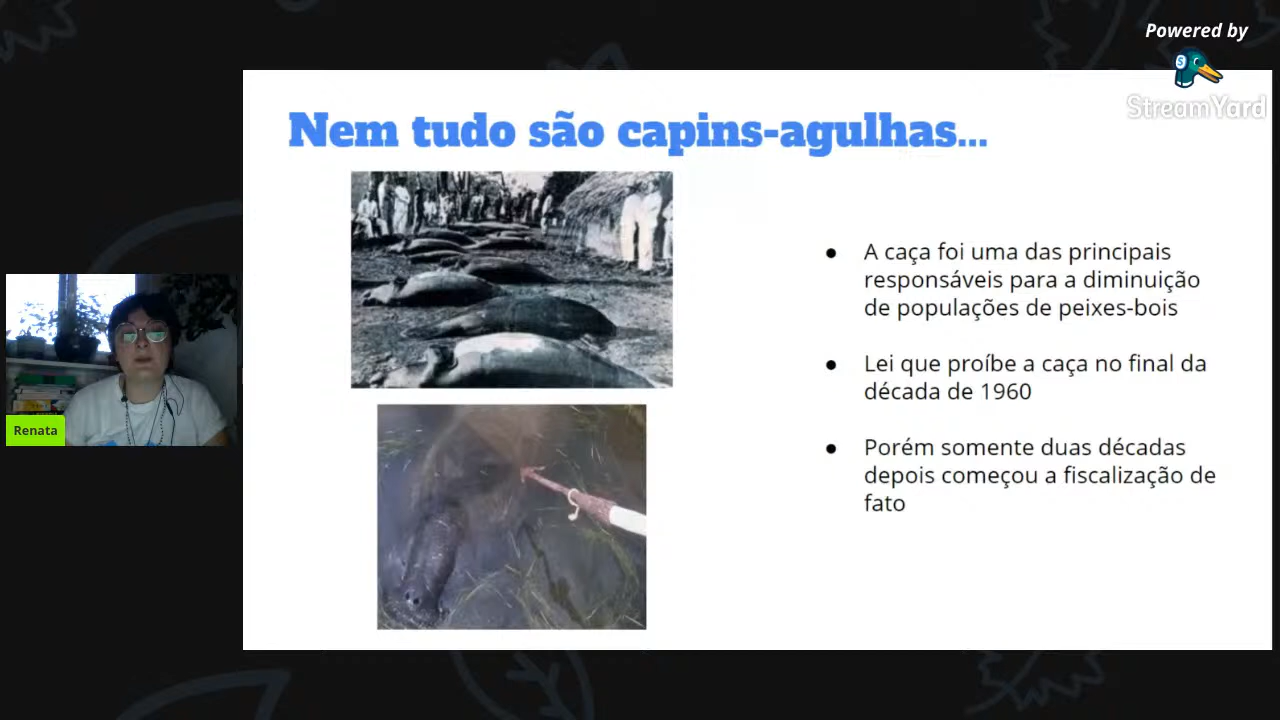 Powered by
StreamYard
Nem tudo são capins-agulhas...
A caça foi uma das principais
responsáveis para a diminuição
de populações de peixes-bois
Lei que proíbe a caça no final da
década de 1960
Porém somente duas décadas
depois começou a fiscalização de
fato
Renata